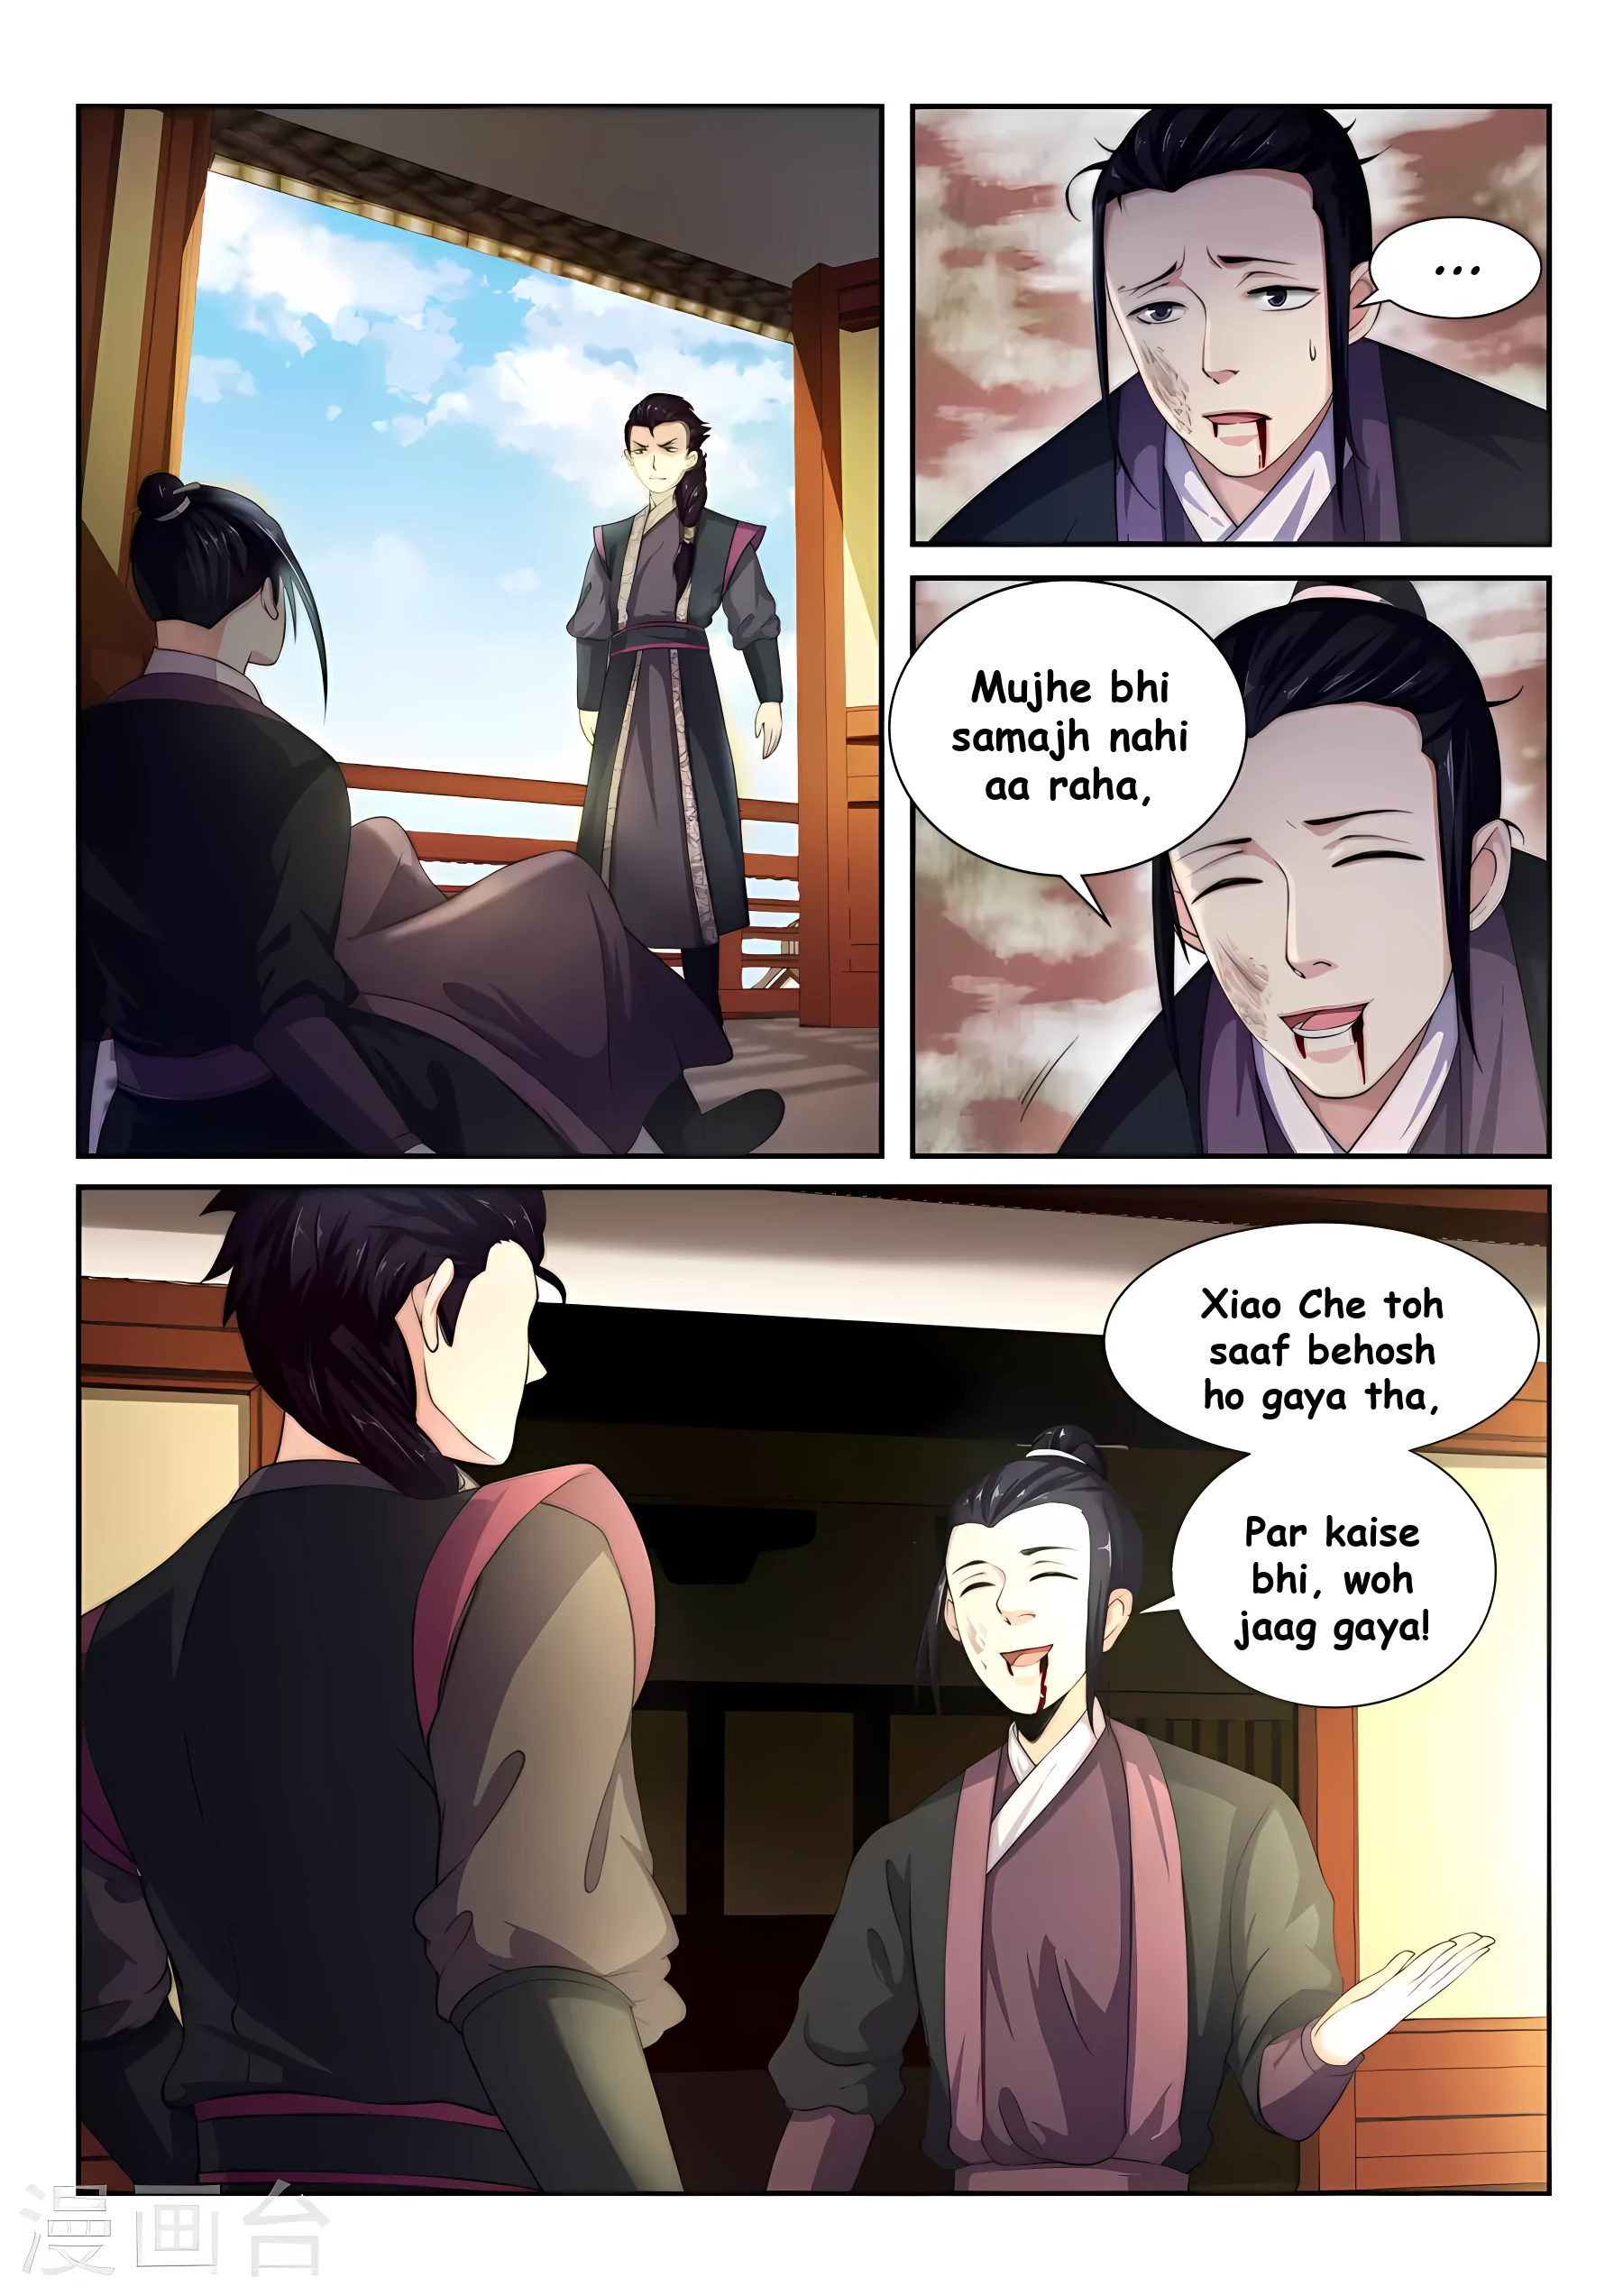 ...
Mujhe bhi
samajh nahi
aa raha,
Xiao Che toh
saaf behosh
ho gaya tha,
Par kaise
bhi, woh
jaag gaya!
漫画台